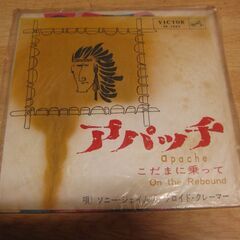 VICTOR
アパッチ
apache
こだまに乗って
On the Rebound
唄) ソニー・ジェイムス/フロイド・クレーマー